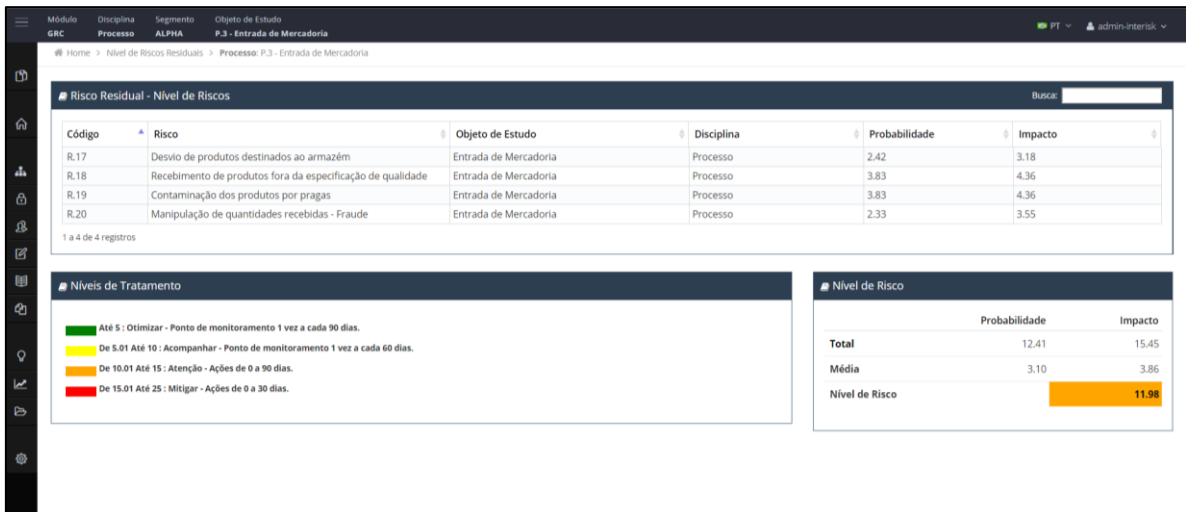 Módulo Disciplina Segmento Objeto de Estudo
GRC Processo ALPHA P.3 - Entrada de Mercadoria
PT admin-interisk
Home > Nível de Riscos Residuais > Processo: P.3 - Entrada de Mercadoria
Risco Residual - Nível de Riscos Busca:
Código Risco Objeto de Estudo Disciplina Probabilidade Impacto
R.17 Desvio de produtos destinados ao armazém Entrada de Mercadoria Processo 2.42 3.18
R.18 Recebimento de produtos fora da especificação de qualidade Entrada de Mercadoria Processo 3.83 4.36
R.19 Contaminação dos produtos por pragas Entrada de Mercadoria Processo 3.83 4.36
R.20 Manipulação de quantidades recebidas - Fraude Entrada de Mercadoria Processo 2.33 3.55
1 a 4 de 4 registros
Níveis de Tratamento
Até 5 : Otimizar - Ponto de monitoramento 1 vez a cada 90 dias.
De 5.01 Até 10 : Acompanhar - Ponto de monitoramento 1 vez a cada 60 dias.
De 10.01 Até 15 : Atenção - Ações de 0 a 90 dias.
De 15.01 Até 25 : Mitigar - Ações de 0 a 30 dias.
Nível de Risco
Probabilidade Impacto
Total 12.41 15.45
Média 3.10 3.86
Nível de Risco 11.98